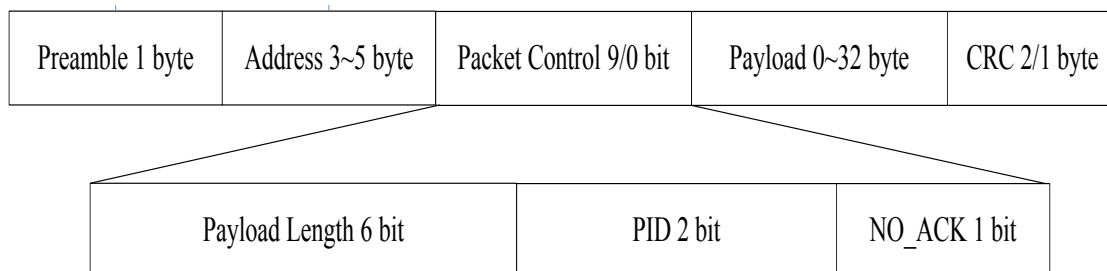 Preamble 1 byte Address 3~5 byte Packet Control 9/0 bit Payload 0~32 byte CRC 2/1 byte
Payload Length 6 bit PID 2 bit NO_ACK 1 bit